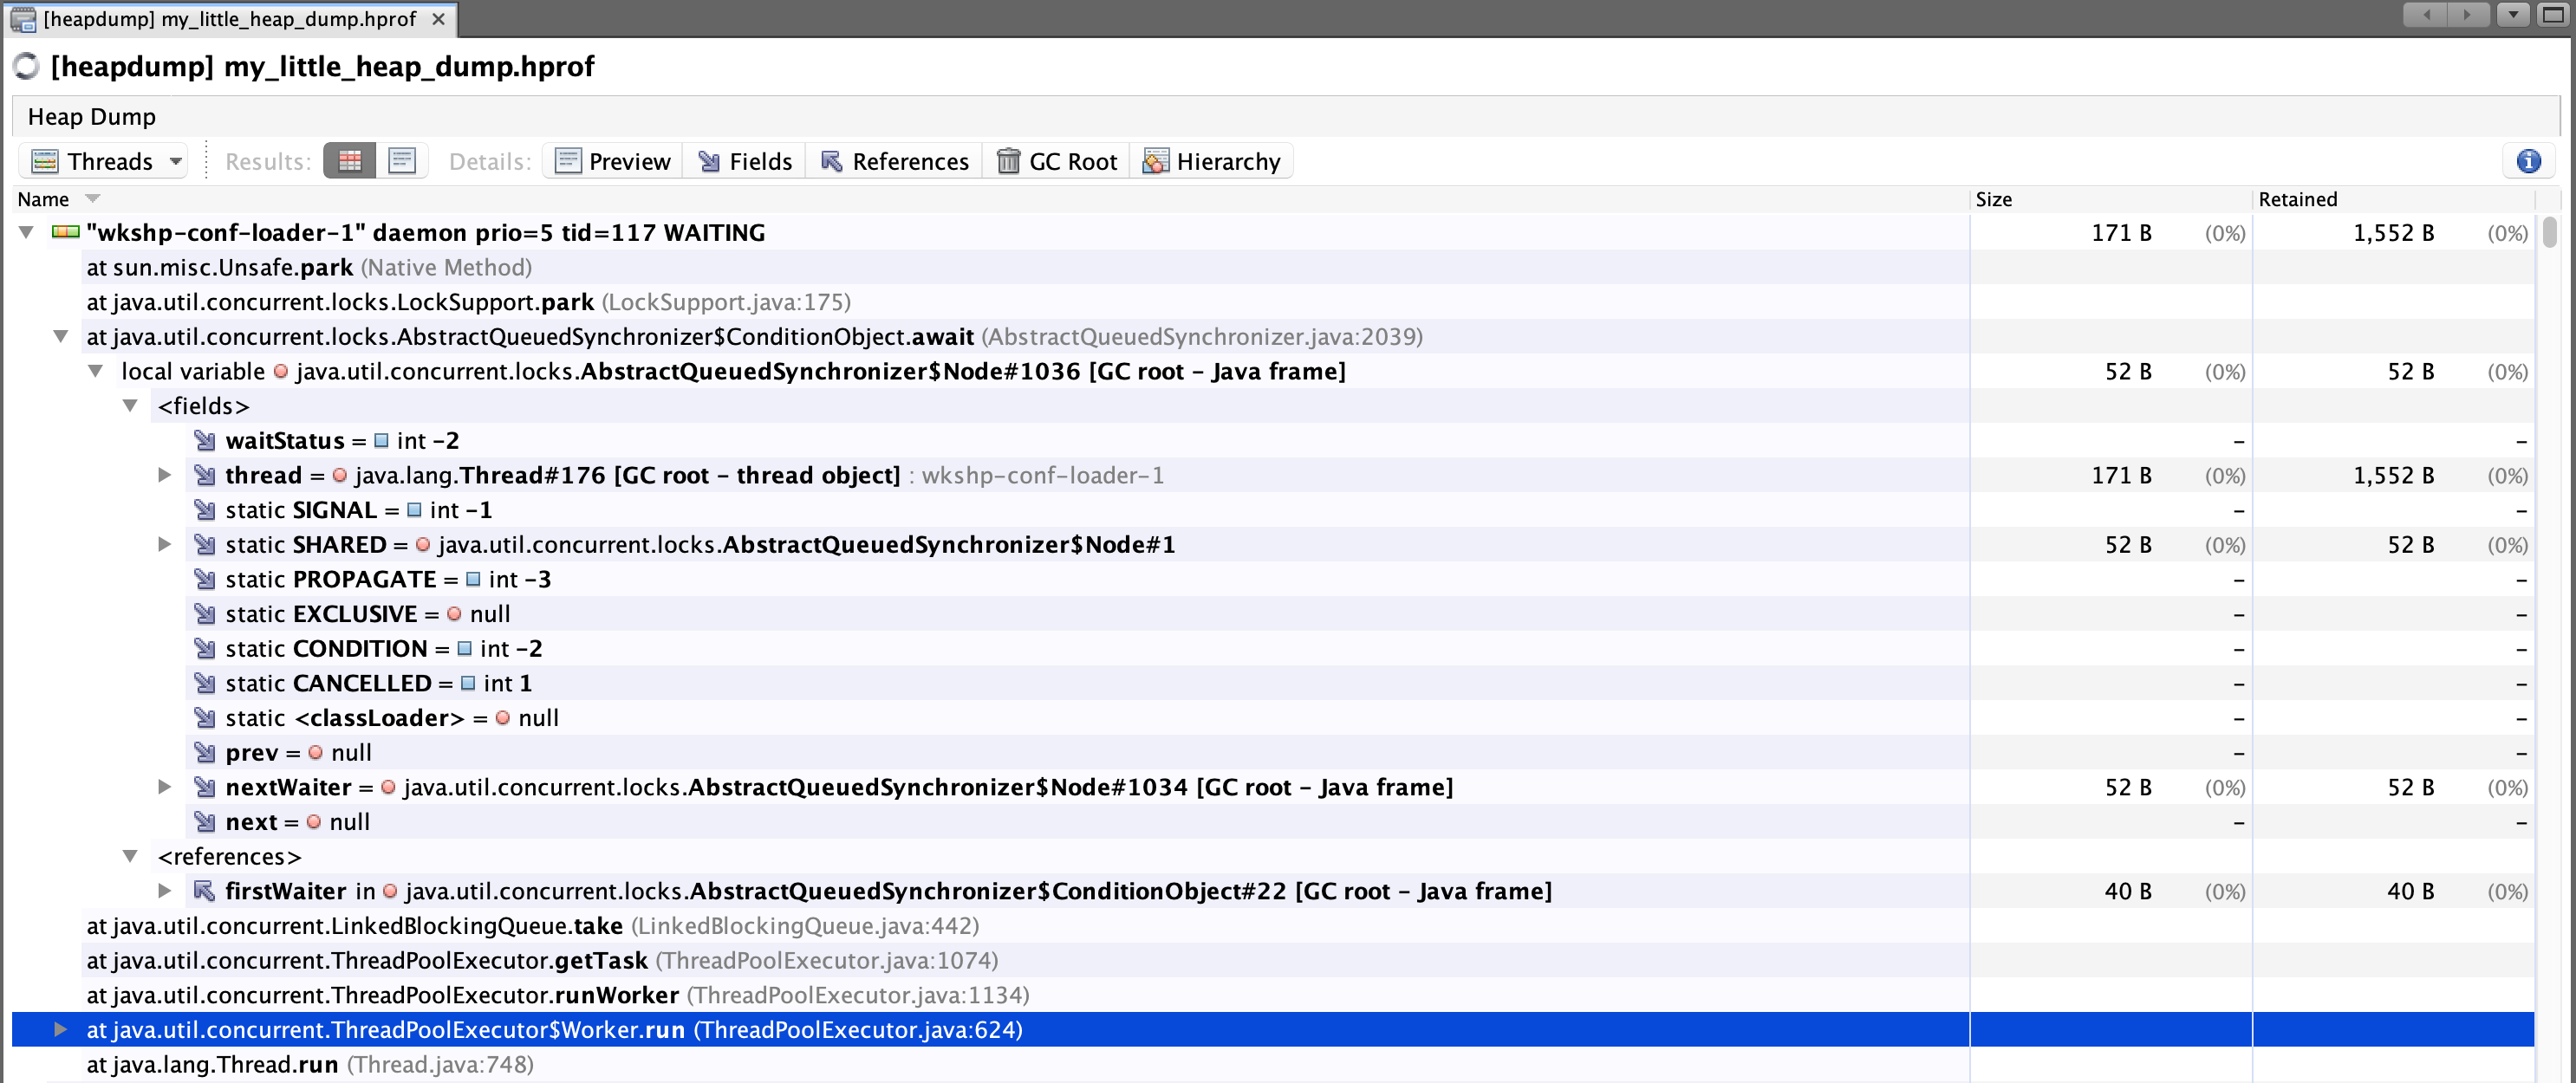 [heapdump] my_little_heap_dump.hprof
[heapdump] my_little_heap_dump.hprof
Heap Dump
Threads Results: Details: Preview Fields References GC Root Hierarchy
Name Size Retained
"wkshp-conf-loader-1" daemon prio=5 tid=117 WAITING 171 B (0%) 1,552 B (0%)
at sun.misc.Unsafe.park (Native Method)
at java.util.concurrent.locks.LockSupport.park (LockSupport.java:175)
at java.util.concurrent.locks.AbstractQueuedSynchronizer$ConditionObject.await (AbstractQueuedSynchronizer.java:2039)
local variable java.util.concurrent.locks.AbstractQueuedSynchronizer$Node#1036 [GC root - Java frame] 52 B (0%) 52 B (0%)
<fields>
waitStatus = int -2 - -
thread = java.lang.Thread#176 [GC root - thread object] : wkshp-conf-loader-1 171 B (0%) 1,552 B (0%)
static SIGNAL = int -1 - -
static SHARED = java.util.concurrent.locks.AbstractQueuedSynchronizer$Node#1 52 B (0%) 52 B (0%)
static PROPAGATE = int -3 - -
static EXCLUSIVE = null - -
static CONDITION = int -2 - -
static CANCELLED = int 1 - -
static <classLoader> = null - -
prev = null - -
nextWaiter = java.util.concurrent.locks.AbstractQueuedSynchronizer$Node#1034 [GC root - Java frame] 52 B (0%) 52 B (0%)
next = null - -
<references>
firstWaiter in java.util.concurrent.locks.AbstractQueuedSynchronizer$ConditionObject#22 [GC root - Java frame] 40 B (0%) 40 B (0%)
at java.util.concurrent.LinkedBlockingQueue.take (LinkedBlockingQueue.java:442)
at java.util.concurrent.ThreadPoolExecutor.getTask (ThreadPoolExecutor.java:1074)
at java.util.concurrent.ThreadPoolExecutor.runWorker (ThreadPoolExecutor.java:1134)
at java.util.concurrent.ThreadPoolExecutor$Worker.run (ThreadPoolExecutor.java:624)
at java.lang.Thread.run (Thread.java:748)